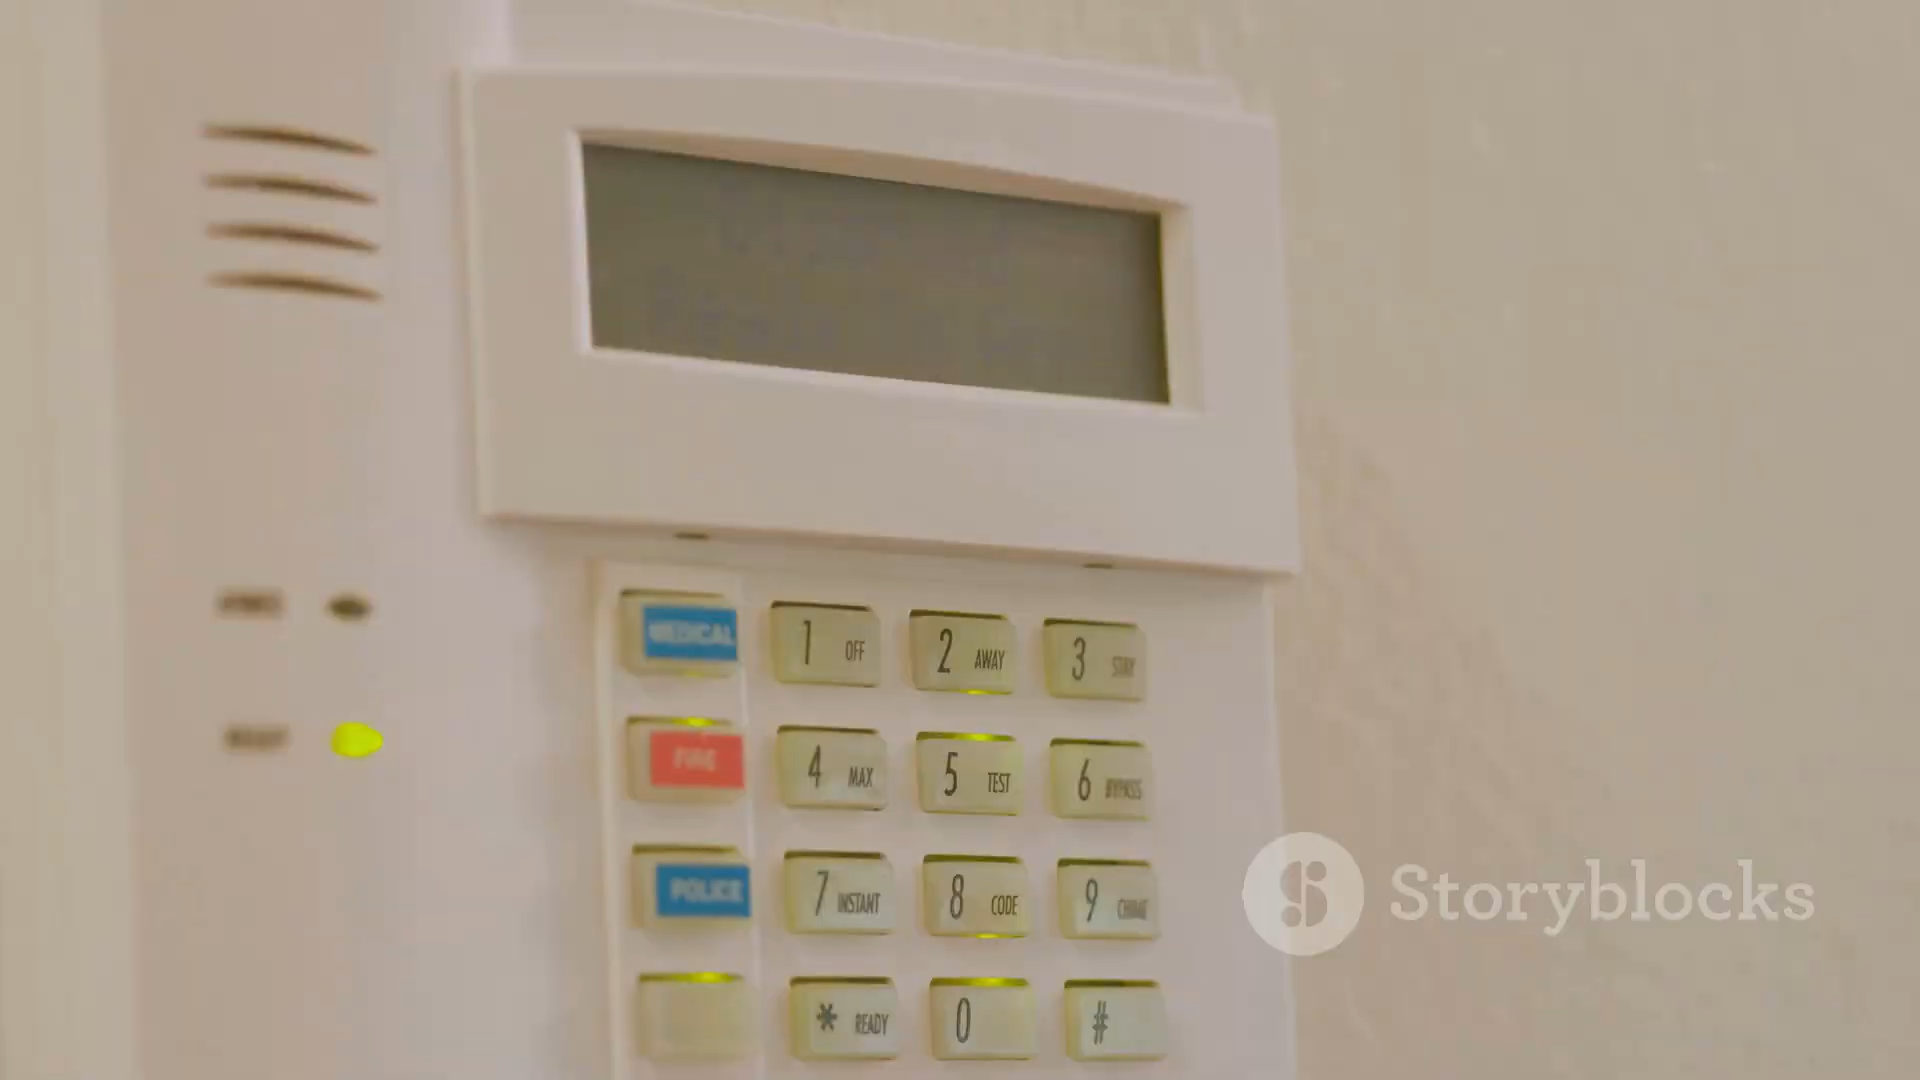 MEDICAL 1 OFF 2 AWAY 3 STAY
FIRE 4 MAX 5 TEST 6 BYPASS
POLICE 7 INSTANT 8 CODE 9 CHIME
* READY 0 #
Storyblocks